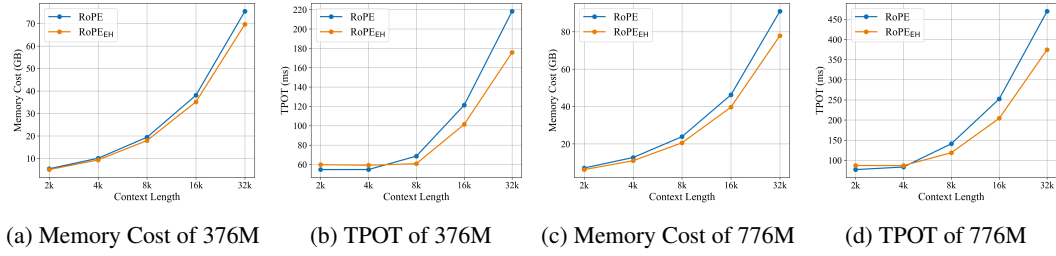 RoPE
RoPE_EH
70
60
50
40
30
20
10
Memory Cost (GB)
2k 4k 8k 16k 32k
Context Length
(a) Memory Cost of 376M
RoPE
RoPE_EH
220
200
180
160
140
120
100
80
60
TPOT (ms)
2k 4k 8k 16k 32k
Context Length
(b) TPOT of 376M
RoPE
RoPE_EH
80
60
40
20
Memory Cost (GB)
2k 4k 8k 16k 32k
Context Length
(c) Memory Cost of 776M
RoPE
RoPE_EH
450
400
350
300
250
200
150
100
TPOT (ms)
2k 4k 8k 16k 32k
Context Length
(d) TPOT of 776M